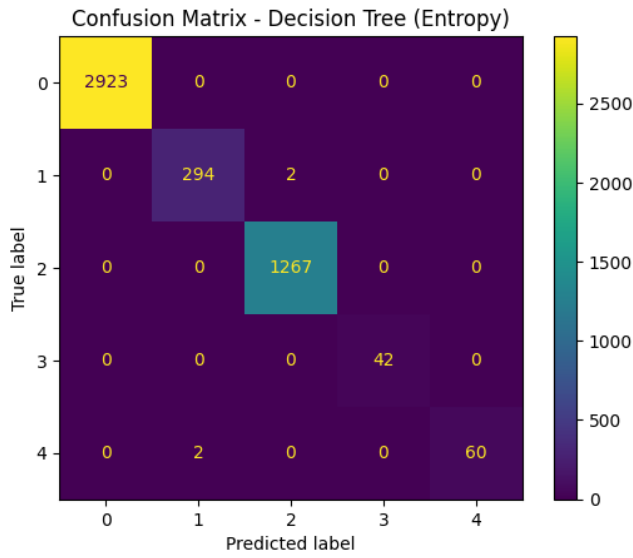 Confusion Matrix - Decision Tree (Entropy)
0 2923 0 0 0 0
1 0 294 2 0 0
2 0 0 1267 0 0
3 0 0 0 42 0
4 0 2 0 0 60
0 1 2 3 4
Predicted label
True label
2500
2000
1500
1000
500
0